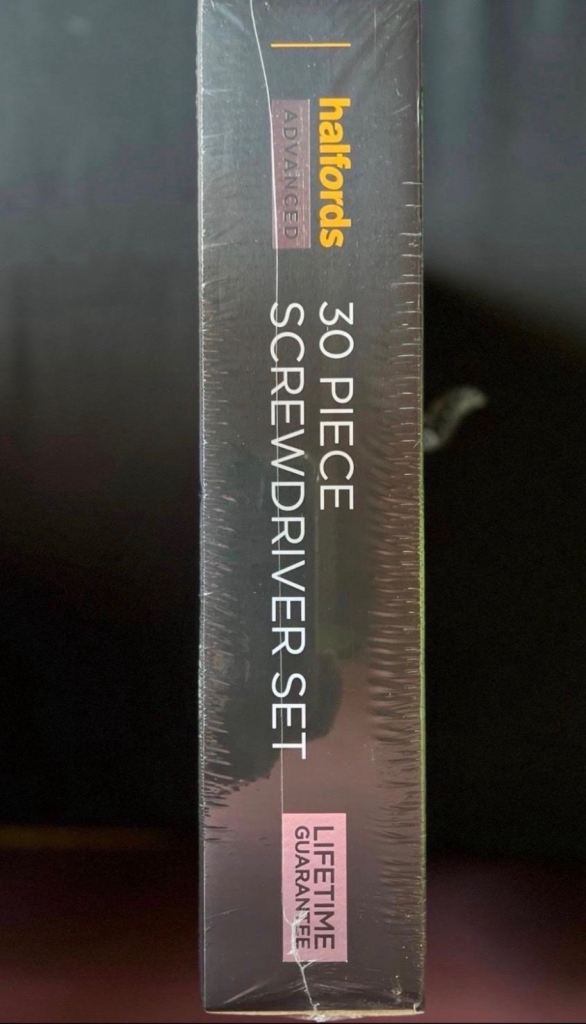 halfords
ADVANCED
30 PIECE
SCREWDRIVER SET
LIFETIME
GUARANTEE